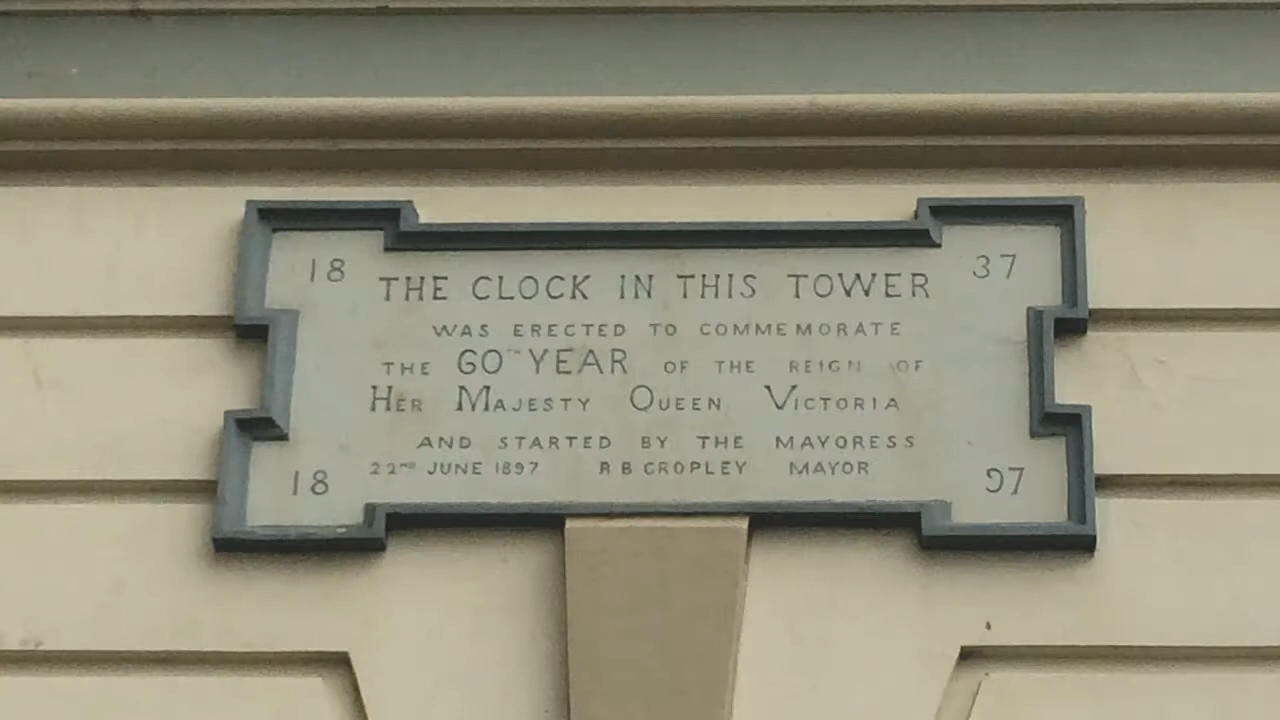 18 37
THE CLOCK IN THIS TOWER
WAS ERECTED TO COMMEMORATE
THE 60TH YEAR OF THE REIGN OF
HER MAJESTY QUEEN VICTORIA
AND STARTED BY THE MAYORESS
22ND JUNE 1897 R B CROPLEY MAYOR
18 97